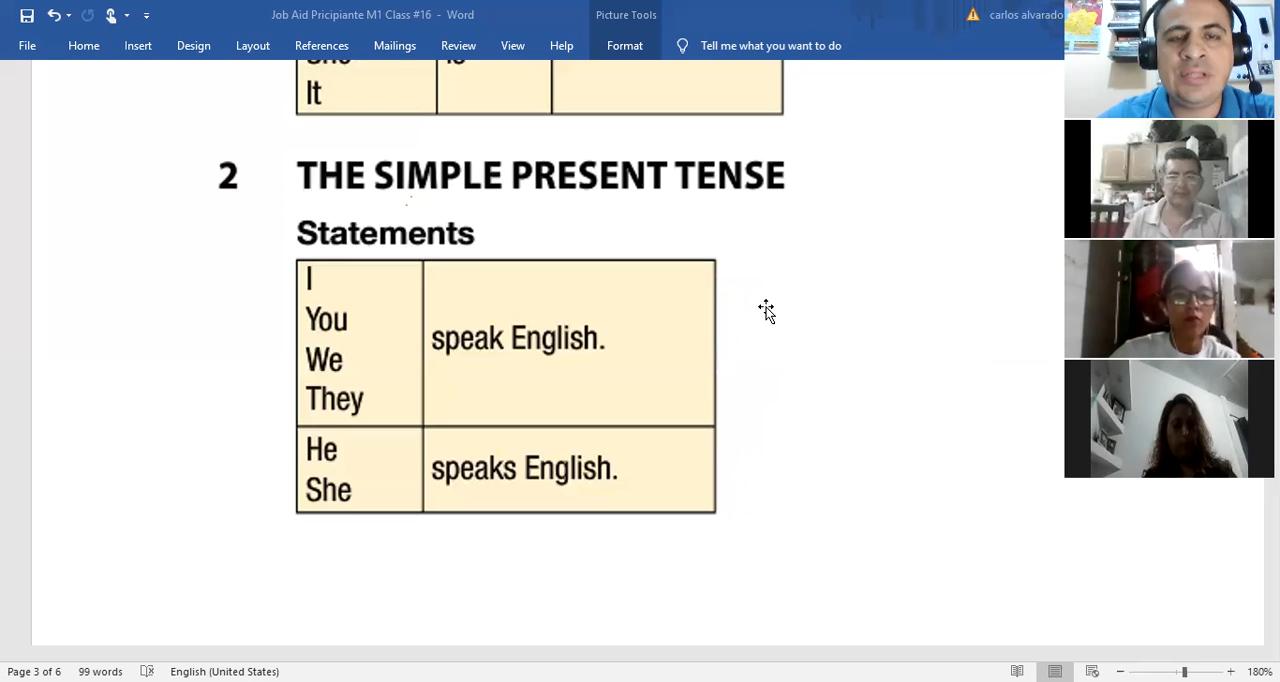 Job Aid Pricipiante M1 Class #16 - Word
Picture Tools
carlos alvarado
File Home Insert Design Layout References Mailings Review View Help Format Tell me what you want to do
She is
It
2 THE SIMPLE PRESENT TENSE
Statements
I
You
We
They
speak English.
He
She
speaks English.
Page 3 of 6 99 words English (United States) 180%